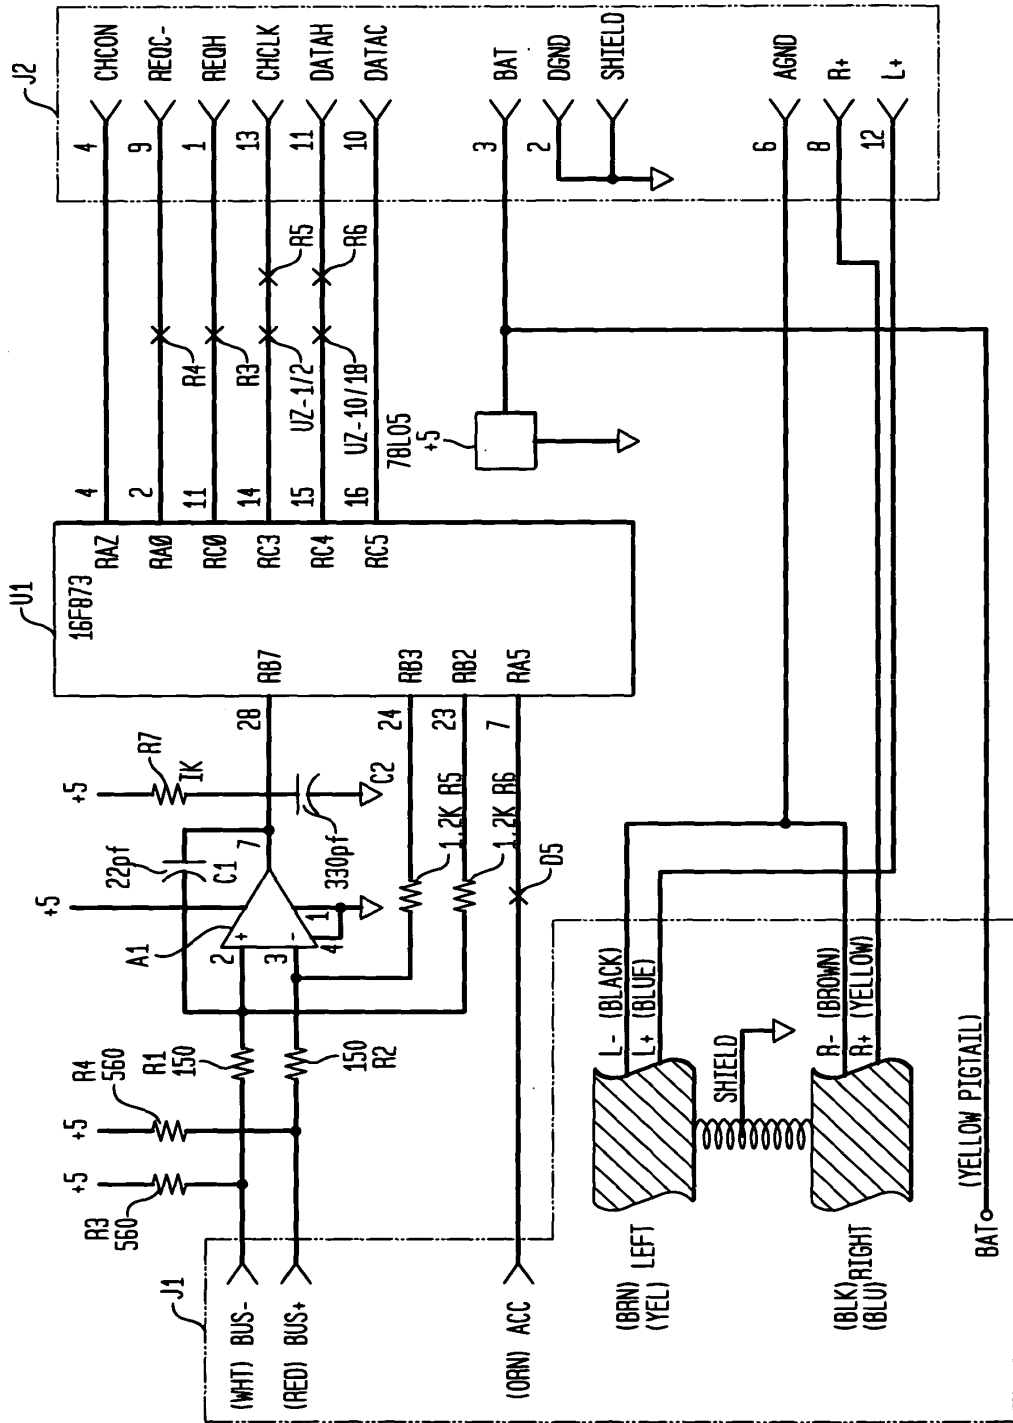 J2
4 CHCON
9 REQC-
1 REQH
13 CHCLK
11 DATAH
10 DATAC
3 BAT
2 DGND
SHIELD
6 AGND
8 R+
12 L+
R4
R3
R5
UZ-1/2
R6
UZ-10/18
78L05
+5
U1
16F873
RAZ 4
RA0 2
RC0 11
RC3 14
RC4 15
RC5 16
RB7 28
RB3 24
RB2 23
RA5 7
+5
R7
1K
C2
330pf
+5
22pf
C1
A1
2 +
3 -
7
1
4
1.2K R5
1.2K R6
D5
R1
150
150
R2
+5
R4
560
+5
R3
560
J1
(WHT) BUS-
(RED) BUS+
(ORN) ACC
L- (BLACK)
L+ (BLUE)
SHIELD
R- (BROWN)
R+ (YELLOW)
(BRN) LEFT
(YEL)
(BLK) RIGHT
(BLU)
BAT
(YELLOW PIGTAIL)